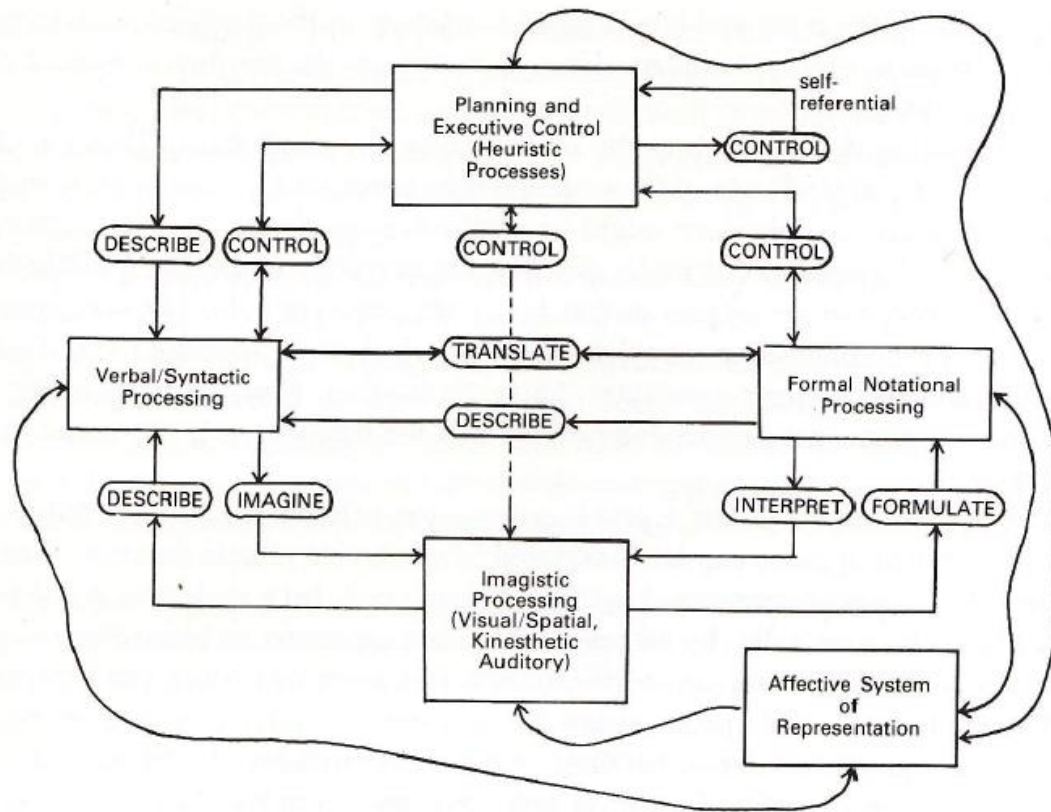 Planning and
Executive Control
(Heuristic
Processes)
self-
referential
CONTROL
DESCRIBE
CONTROL
CONTROL
CONTROL
Verbal/Syntactic
Processing
TRANSLATE
DESCRIBE
Formal Notational
Processing
DESCRIBE
IMAGINE
INTERPRET
FORMULATE
Imagistic
Processing
(Visual/Spatial,
Kinesthetic
Auditory)
Affective System
of
Representation